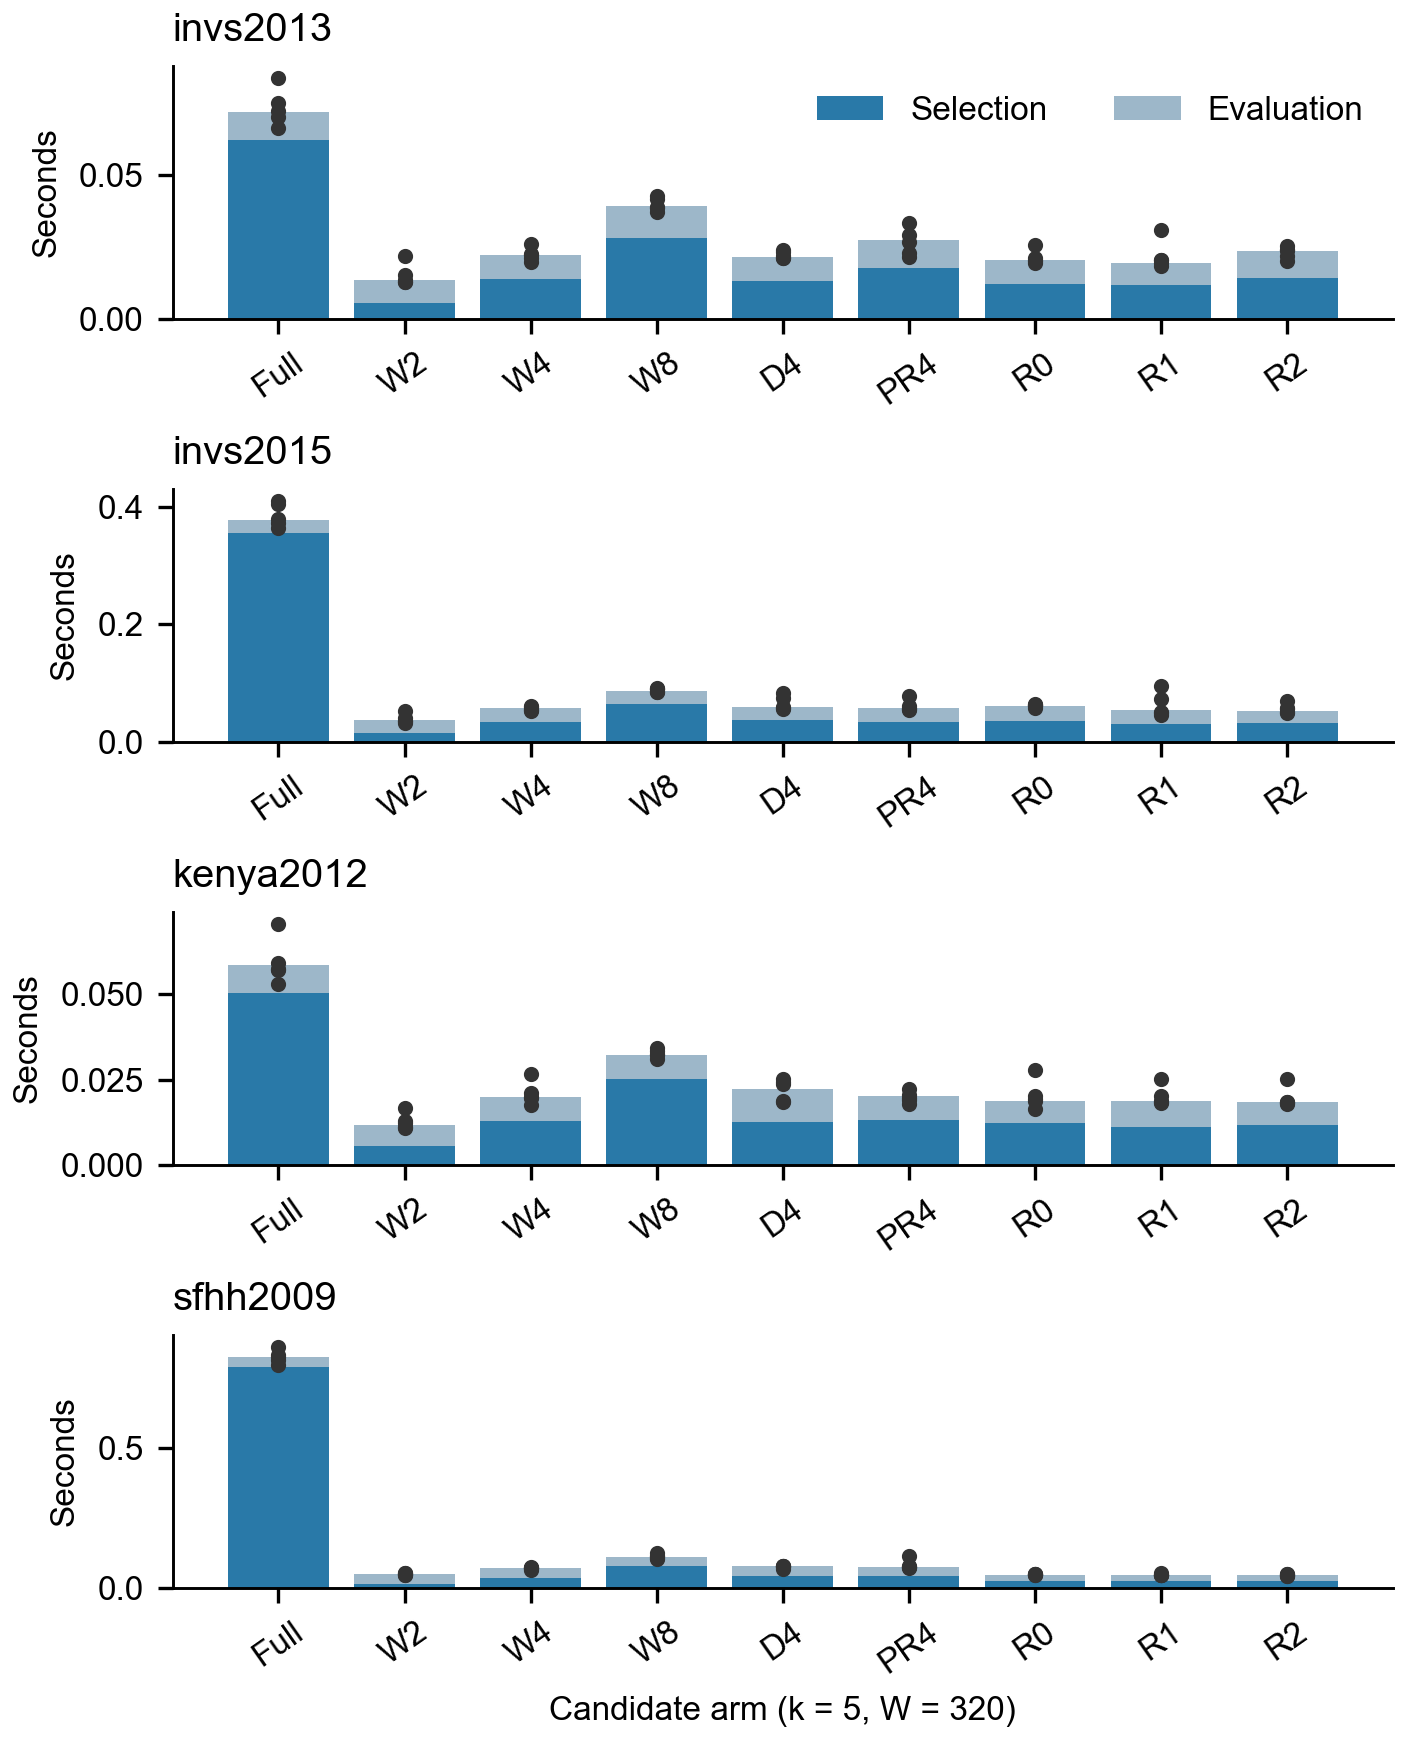 invs2013
Selection Evaluation
Seconds
0.05
0.00
Full W2 W4 W8 D4 PR4 R0 R1 R2
invs2015
Seconds
0.4
0.2
0.0
Full W2 W4 W8 D4 PR4 R0 R1 R2
kenya2012
Seconds
0.050
0.025
0.000
Full W2 W4 W8 D4 PR4 R0 R1 R2
sfhh2009
Seconds
0.5
0.0
Full W2 W4 W8 D4 PR4 R0 R1 R2
Candidate arm (k = 5, W = 320)